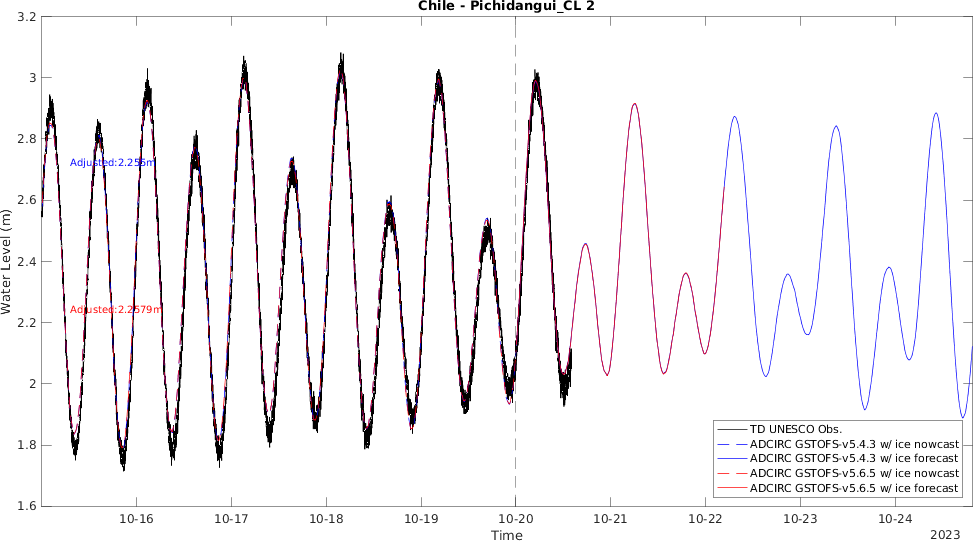 Chile - Pichidangui_CL 2
3.2
3
2.8
2.6
2.4
2.2
2
1.8
1.6
Water Level (m)
Adjusted:2.256m
Adjusted:2.2579m
TD UNESCO Obs.
ADCIRC GSTOFS-v5.4.3 w/ ice nowcast
ADCIRC GSTOFS-v5.4.3 w/ ice forecast
ADCIRC GSTOFS-v5.6.5 w/ ice nowcast
ADCIRC GSTOFS-v5.6.5 w/ ice forecast
10-16 10-17 10-18 10-19 10-20 10-21 10-22 10-23 10-24
Time
2023